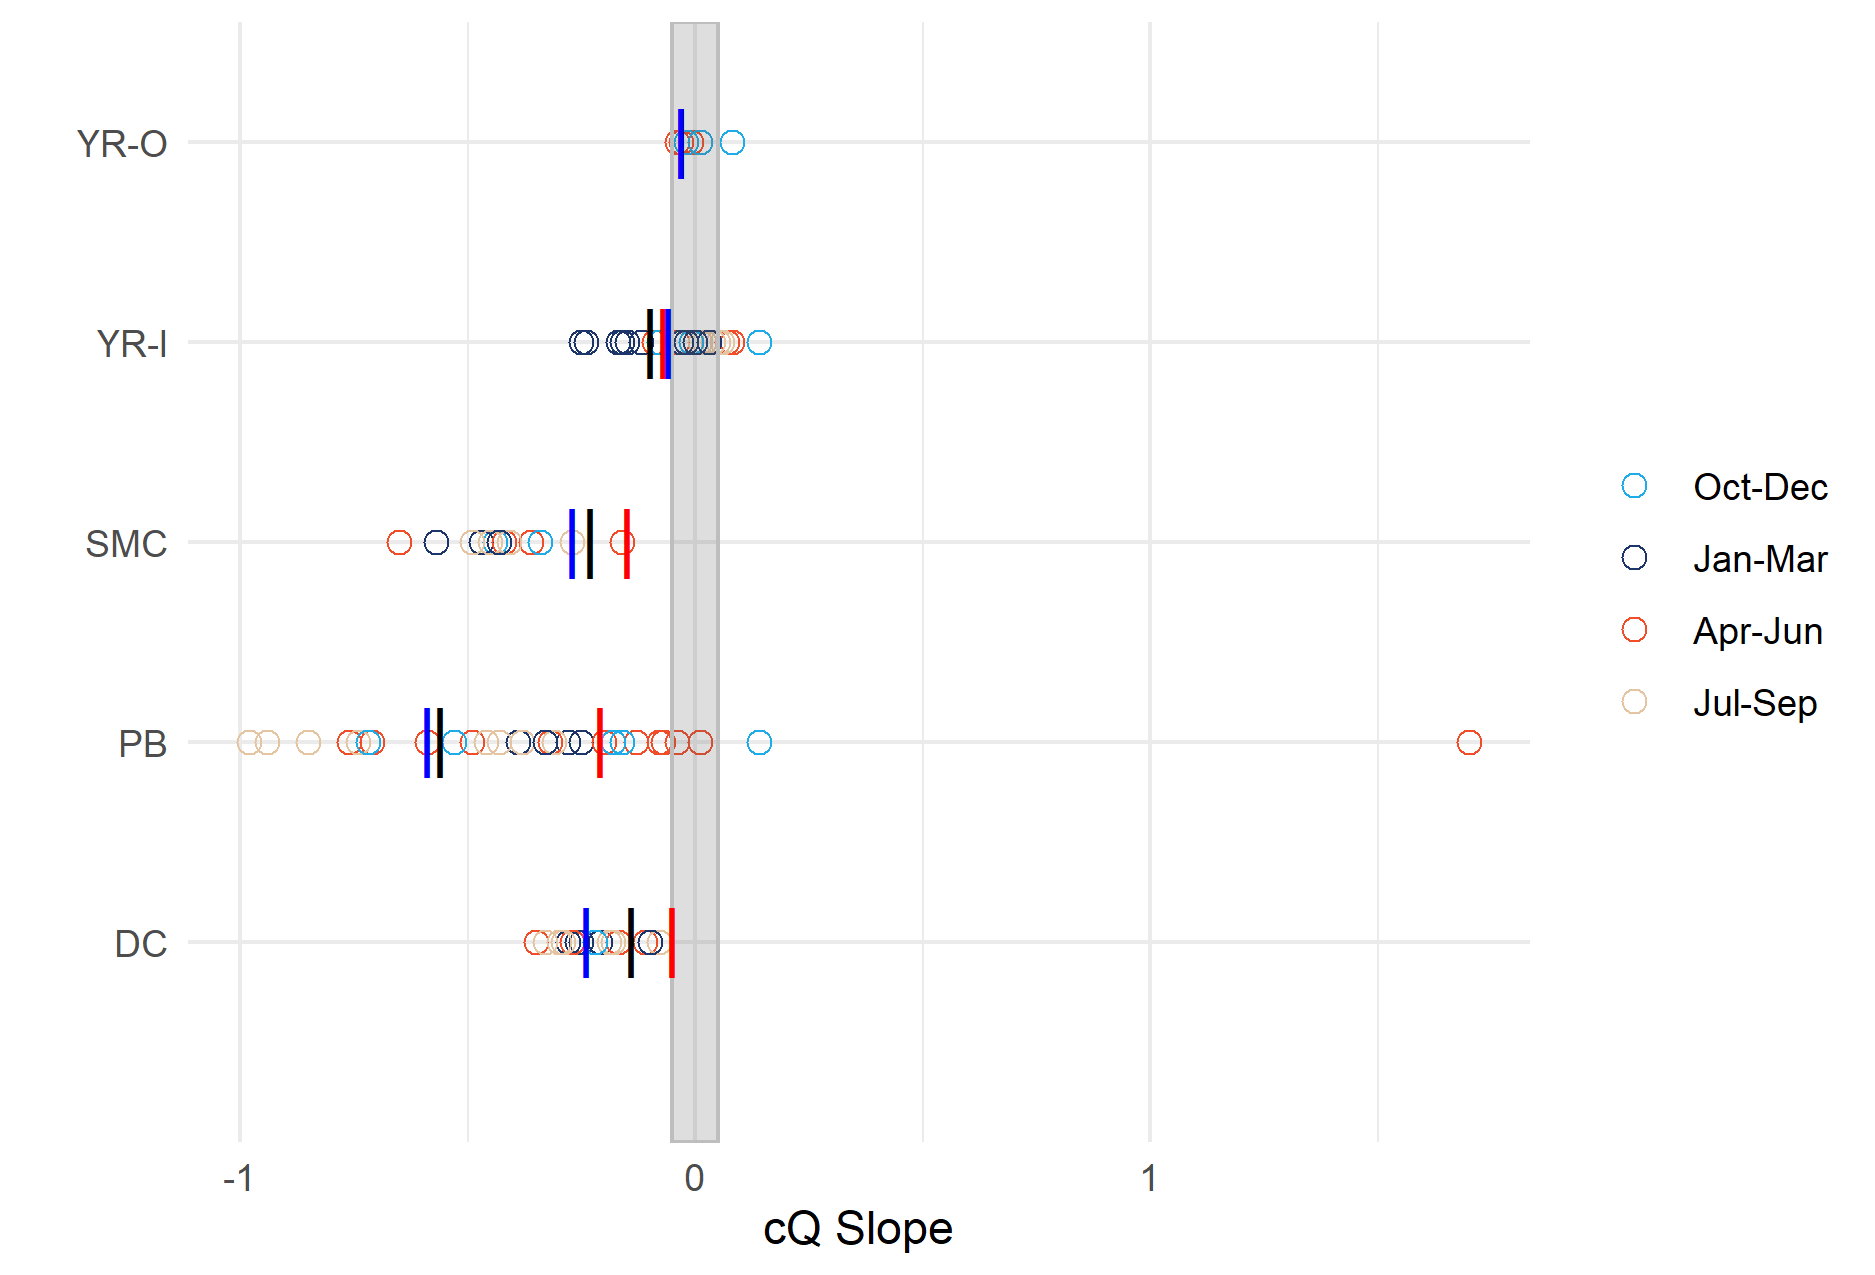 YR-O
YR-I
SMC
PB
DC
-1 0 1
cQ Slope
Oct-Dec
Jan-Mar
Apr-Jun
Jul-Sep